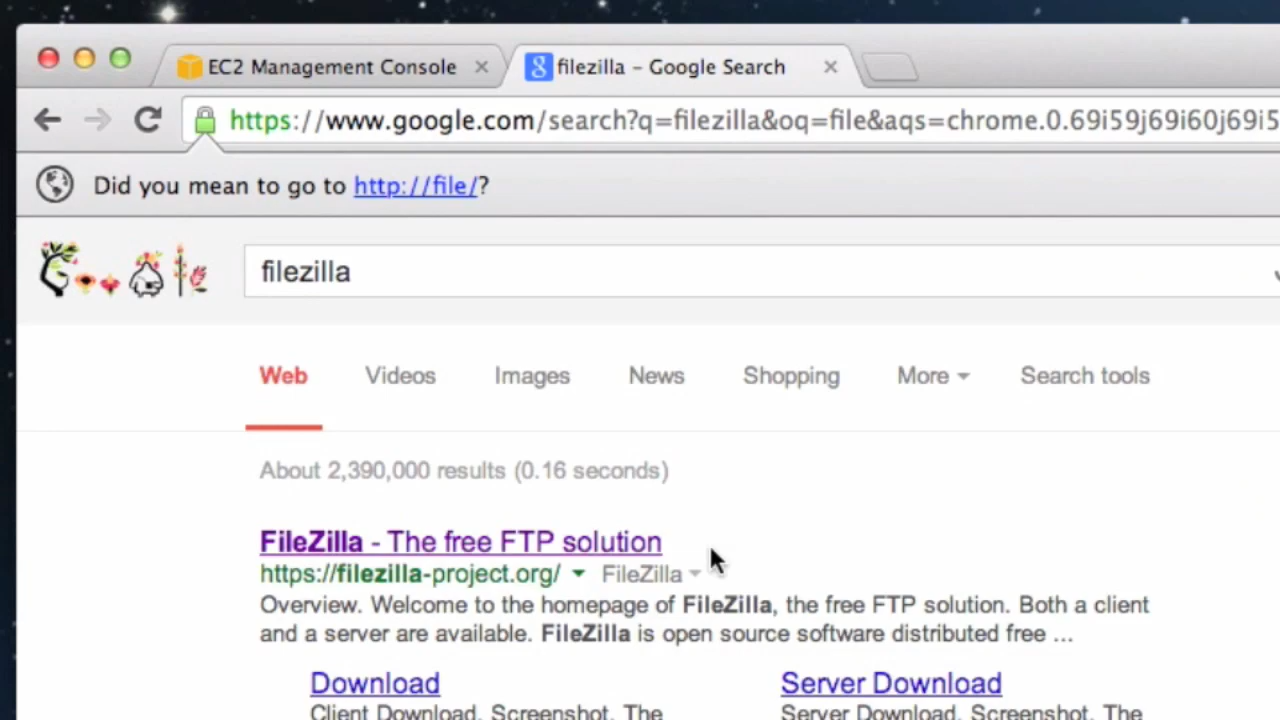 EC2 Management Console
filezilla - Google Search
https://www.google.com/search?q=filezilla&oq=file&aqs=chrome.0.69i59j69i60j69i5
Did you mean to go to http://file/?
filezilla
Web Videos Images News Shopping More Search tools
About 2,390,000 results (0.16 seconds)
FileZilla - The free FTP solution
https://filezilla-project.org/ FileZilla
Overview. Welcome to the homepage of FileZilla, the free FTP solution. Both a client
and a server are available. FileZilla is open source software distributed free ...
Download Server Download
Client Download, Screenshot, The Server Download, Screenshot, The